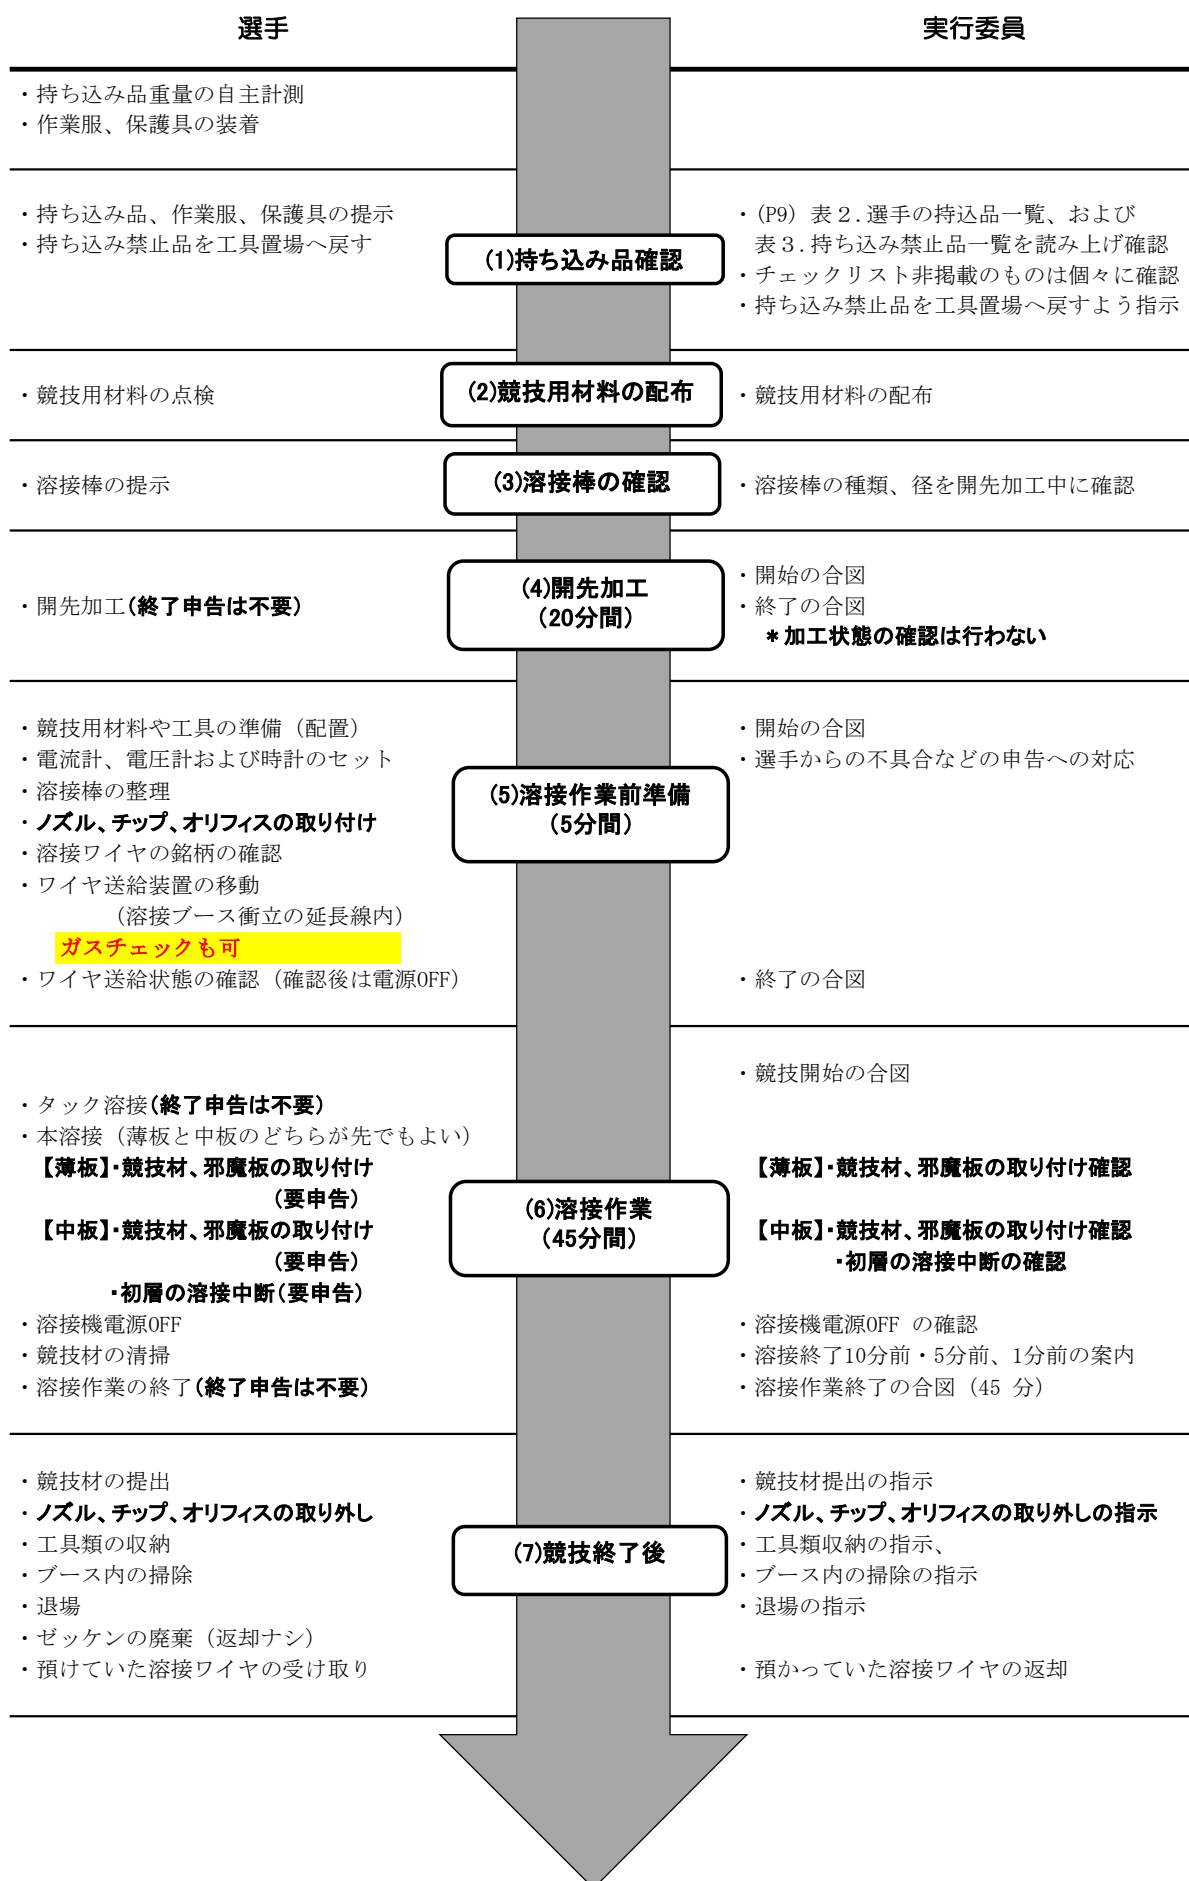 選手
実行委員
・持ち込み品重量の自主計測
・作業服、保護具の装着
・持ち込み品、作業服、保護具の提示
・持ち込み禁止品を工具置場へ戻す
(1)持ち込み品確認
・(P9) 表２.選手の持込品一覧、および
表３.持ち込み禁止品一覧を読み上げ確認
・チェックリスト非掲載のものは個々に確認
・持ち込み禁止品を工具置場へ戻すよう指示
・競技用材料の点検
(2)競技用材料の配布
・競技用材料の配布
・溶接棒の提示
(3)溶接棒の確認
・溶接棒の種類、径を開先加工中に確認
・開先加工(終了申告は不要)
(4)開先加工
(20分間)
・開始の合図
・終了の合図
＊加工状態の確認は行わない
・競技用材料や工具の準備（配置）
・電流計、電圧計および時計のセット
・溶接棒の整理
・ノズル、チップ、オリフィスの取り付け
・溶接ワイヤの銘柄の確認
・ワイヤ送給装置の移動
（溶接ブース衝立の延長線内）
ガスチェックも可
・ワイヤ送給状態の確認（確認後は電源OFF）
(5)溶接作業前準備
(5分間)
・開始の合図
・選手からの不具合などの申告への対応
・終了の合図
・タック溶接(終了申告は不要)
・本溶接（薄板と中板のどちらが先でもよい）
【薄板】・競技材、邪魔板の取り付け
(要申告)
【中板】・競技材、邪魔板の取り付け
(要申告)
・初層の溶接中断(要申告)
・溶接機電源OFF
・競技材の清掃
・溶接作業の終了(終了申告は不要)
(6)溶接作業
(45分間)
・競技開始の合図
【薄板】・競技材、邪魔板の取り付け確認
【中板】・競技材、邪魔板の取り付け確認
・初層の溶接中断の確認
・溶接機電源OFF の確認
・溶接終了10分前・5分前、1分前の案内
・溶接作業終了の合図（45 分）
・競技材の提出
・ノズル、チップ、オリフィスの取り外し
・工具類の収納
・ブース内の掃除
・退場
・ゼッケンの廃棄（返却ナシ）
・預けていた溶接ワイヤの受け取り
(7)競技終了後
・競技材提出の指示
・ノズル、チップ、オリフィスの取り外しの指示
・工具類収納の指示、
・ブース内の掃除の指示
・退場の指示
・預かっていた溶接ワイヤの返却